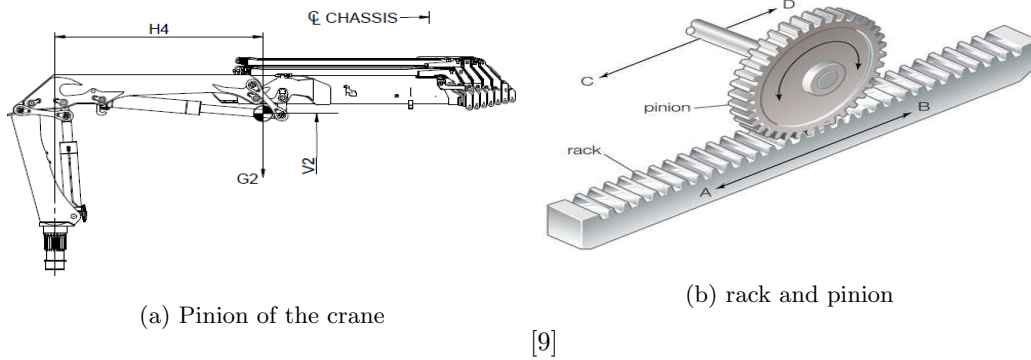 ℄ CHASSIS
H4
G2
V2
(a) Pinion of the crane
D
C
pinion
B
rack
A
(b) rack and pinion
[9]